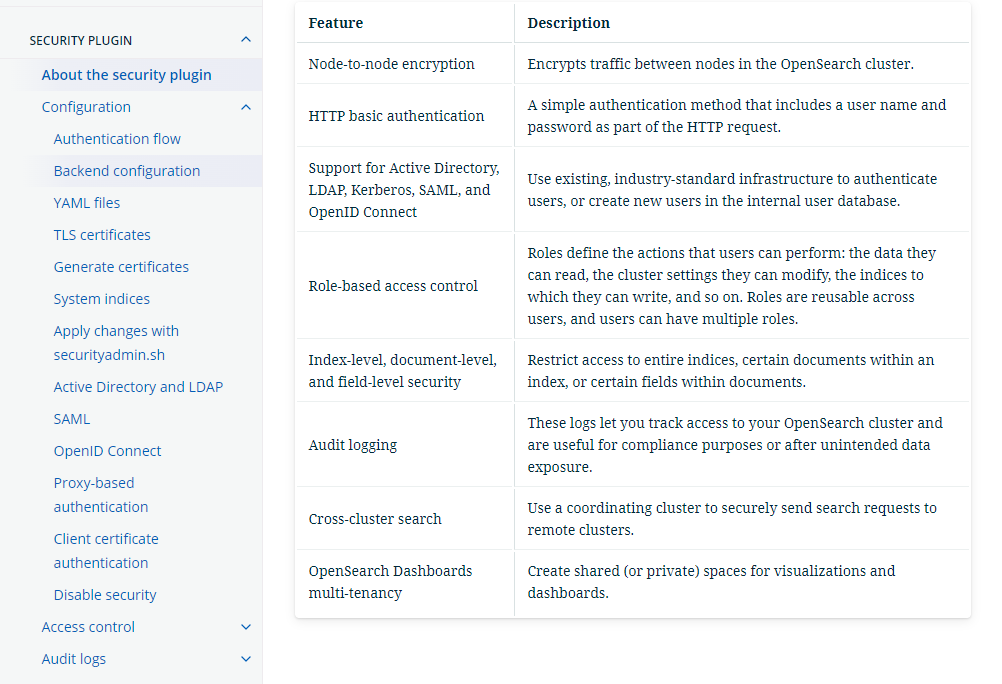 SECURITY PLUGIN
About the security plugin
Configuration
Authentication flow
Backend configuration
YAML files
TLS certificates
Generate certificates
System indices
Apply changes with
securityadmin.sh
Active Directory and LDAP
SAML
OpenID Connect
Proxy-based
authentication
Client certificate
authentication
Disable security
Access control
Audit logs
Feature
Description
Node-to-node encryption
Encrypts traffic between nodes in the OpenSearch cluster.
HTTP basic authentication
A simple authentication method that includes a user name and
password as part of the HTTP request.
Support for Active Directory,
LDAP, Kerberos, SAML, and
OpenID Connect
Use existing, industry-standard infrastructure to authenticate
users, or create new users in the internal user database.
Role-based access control
Roles define the actions that users can perform: the data they
can read, the cluster settings they can modify, the indices to
which they can write, and so on. Roles are reusable across
users, and users can have multiple roles.
Index-level, document-level,
and field-level security
Restrict access to entire indices, certain documents within an
index, or certain fields within documents.
Audit logging
These logs let you track access to your OpenSearch cluster and
are useful for compliance purposes or after unintended data
exposure.
Cross-cluster search
Use a coordinating cluster to securely send search requests to
remote clusters.
OpenSearch Dashboards
multi-tenancy
Create shared (or private) spaces for visualizations and
dashboards.